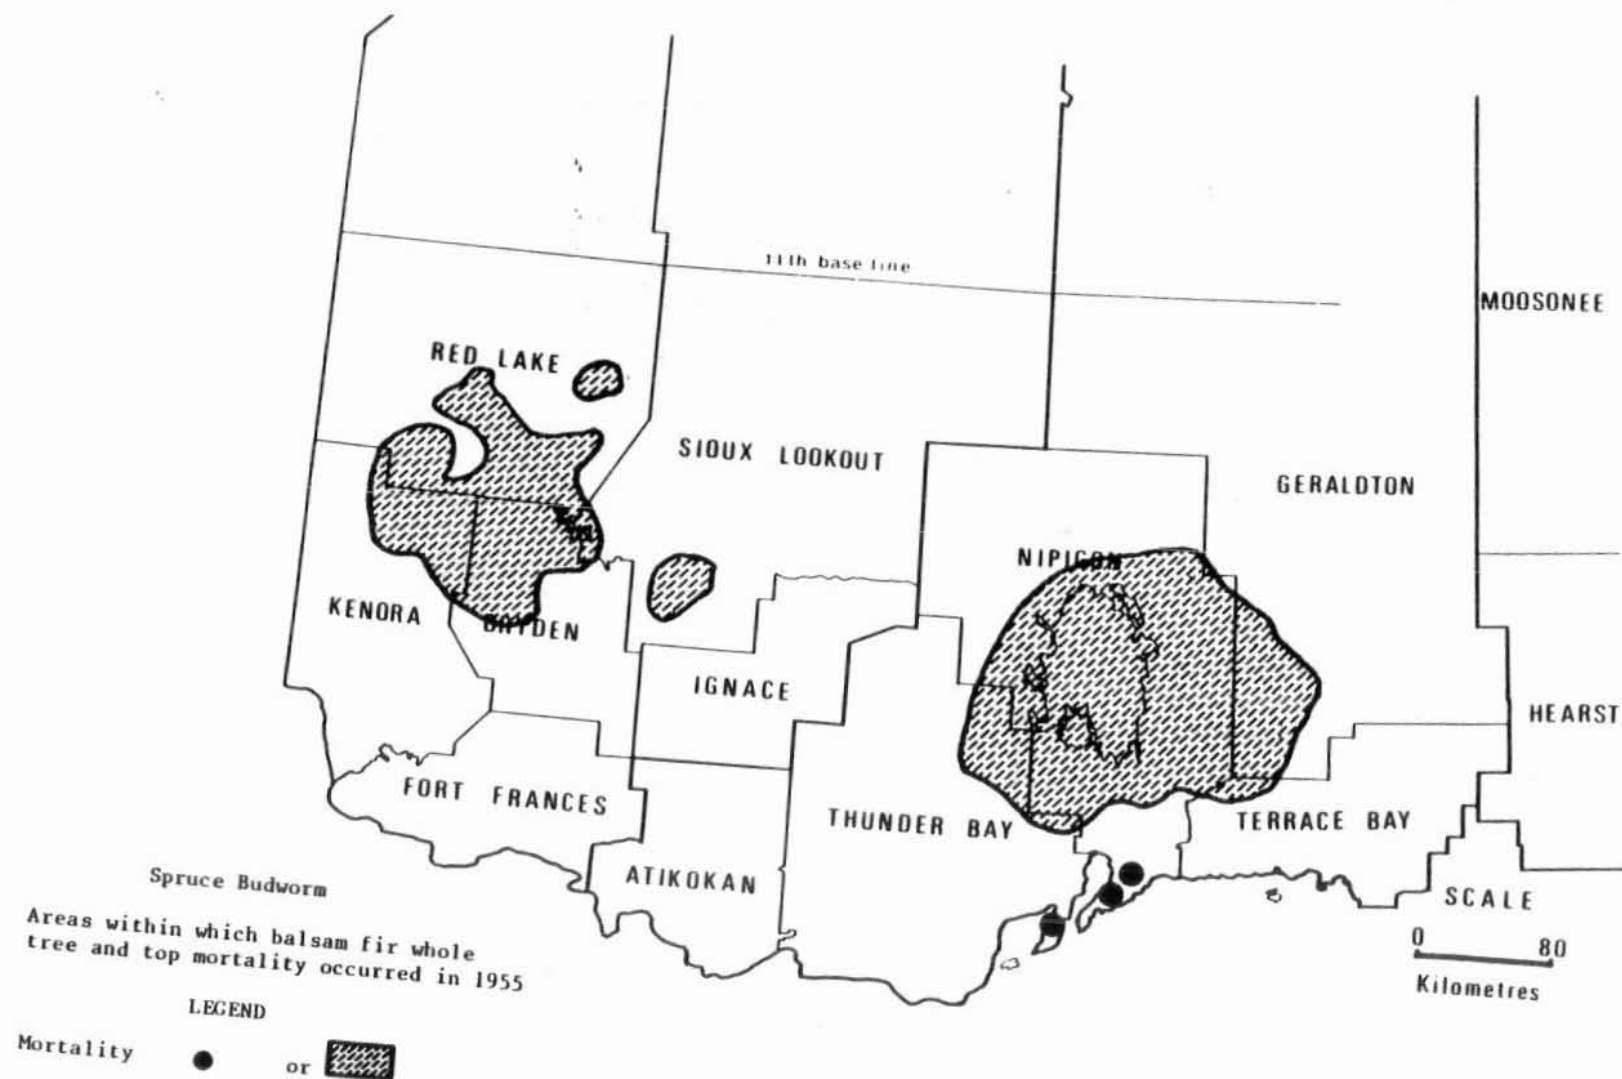 11th base line
MOOSONEE
RED LAKE
SIOUX LOOKOUT
GERALDTON
NIPIGON
KENORA
DRYDEN
IGNACE
HEARST
FORT FRANCES
THUNDER BAY
TERRACE BAY
ATIKOKAN
SCALE
0 80
Kilometres
Spruce Budworm
Areas within which balsam fir whole
tree and top mortality occurred in 1955
LEGEND
Mortality or